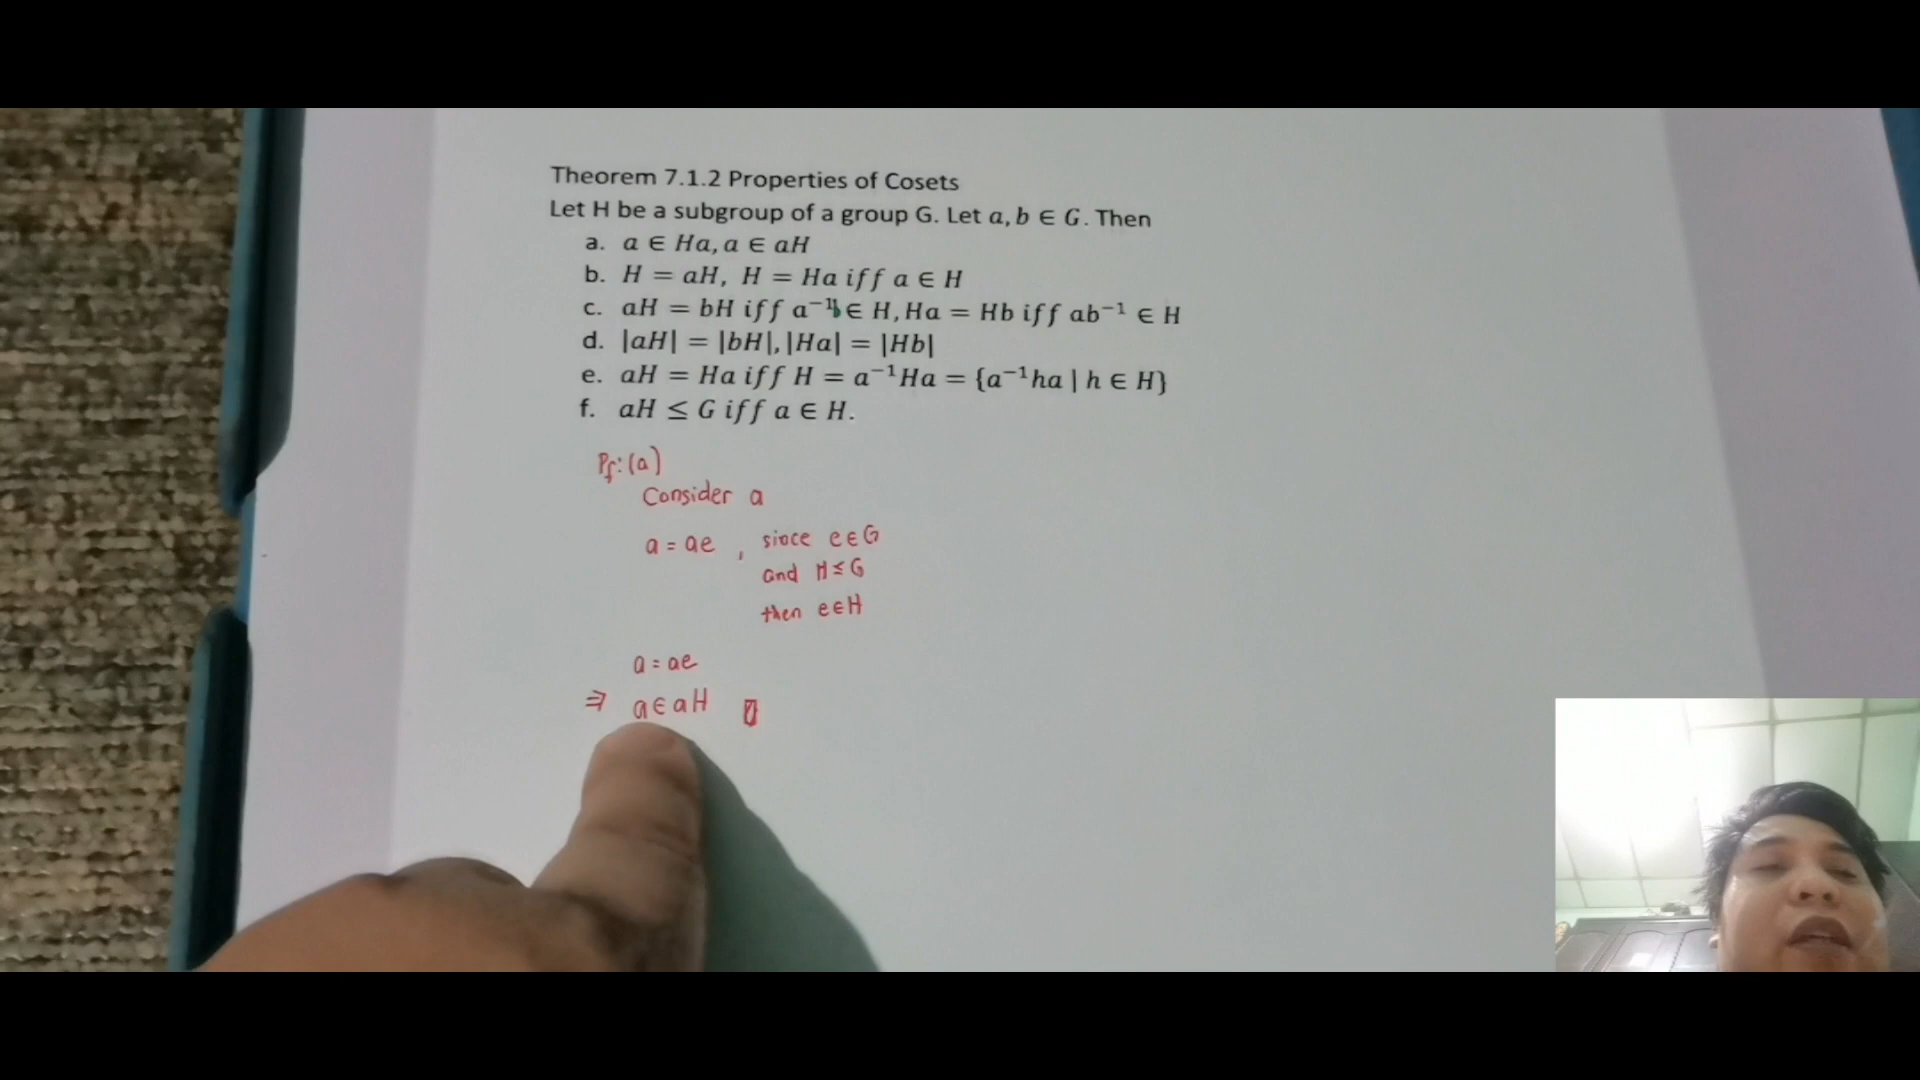 Theorem 7.1.2 Properties of Cosets
Let H be a subgroup of a group G. Let a, b ∈ G. Then
a. a ∈ Ha, a ∈ aH
b. H = aH, H = Ha iff a ∈ H
c. aH = bH iff a⁻¹b ∈ H, Ha = Hb iff ab⁻¹ ∈ H
d. |aH| = |bH|, |Ha| = |Hb|
e. aH = Ha iff H = a⁻¹Ha = {a⁻¹ha | h ∈ H}
f. aH ≤ G iff a ∈ H.
Pf: (a)
Consider a
a = ae , since e∈G
and H ≤ G
then e∈H
a = ae
⇒ a∈aH